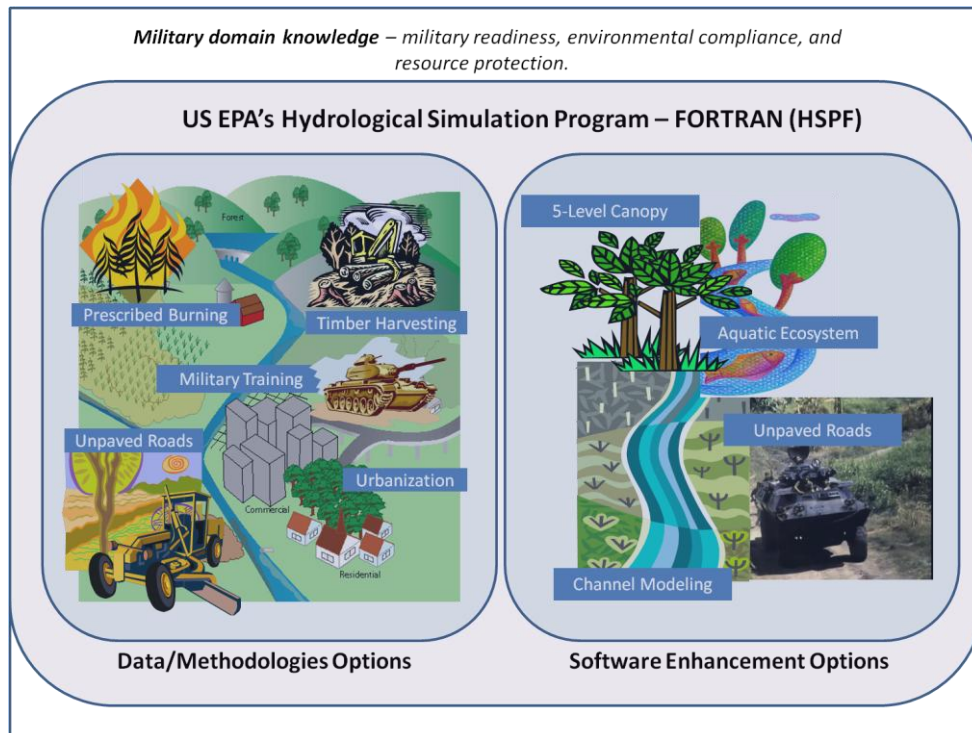 Military domain knowledge – military readiness, environmental compliance, and
resource protection.
US EPA's Hydrological Simulation Program – FORTRAN (HSPF)
Forest
Prescribed Burning
Timber Harvesting
Military Training
Unpaved Roads
Urbanization
Commercial
Residential
Data/Methodologies Options
5-Level Canopy
Aquatic Ecosystem
Unpaved Roads
Channel Modeling
Software Enhancement Options